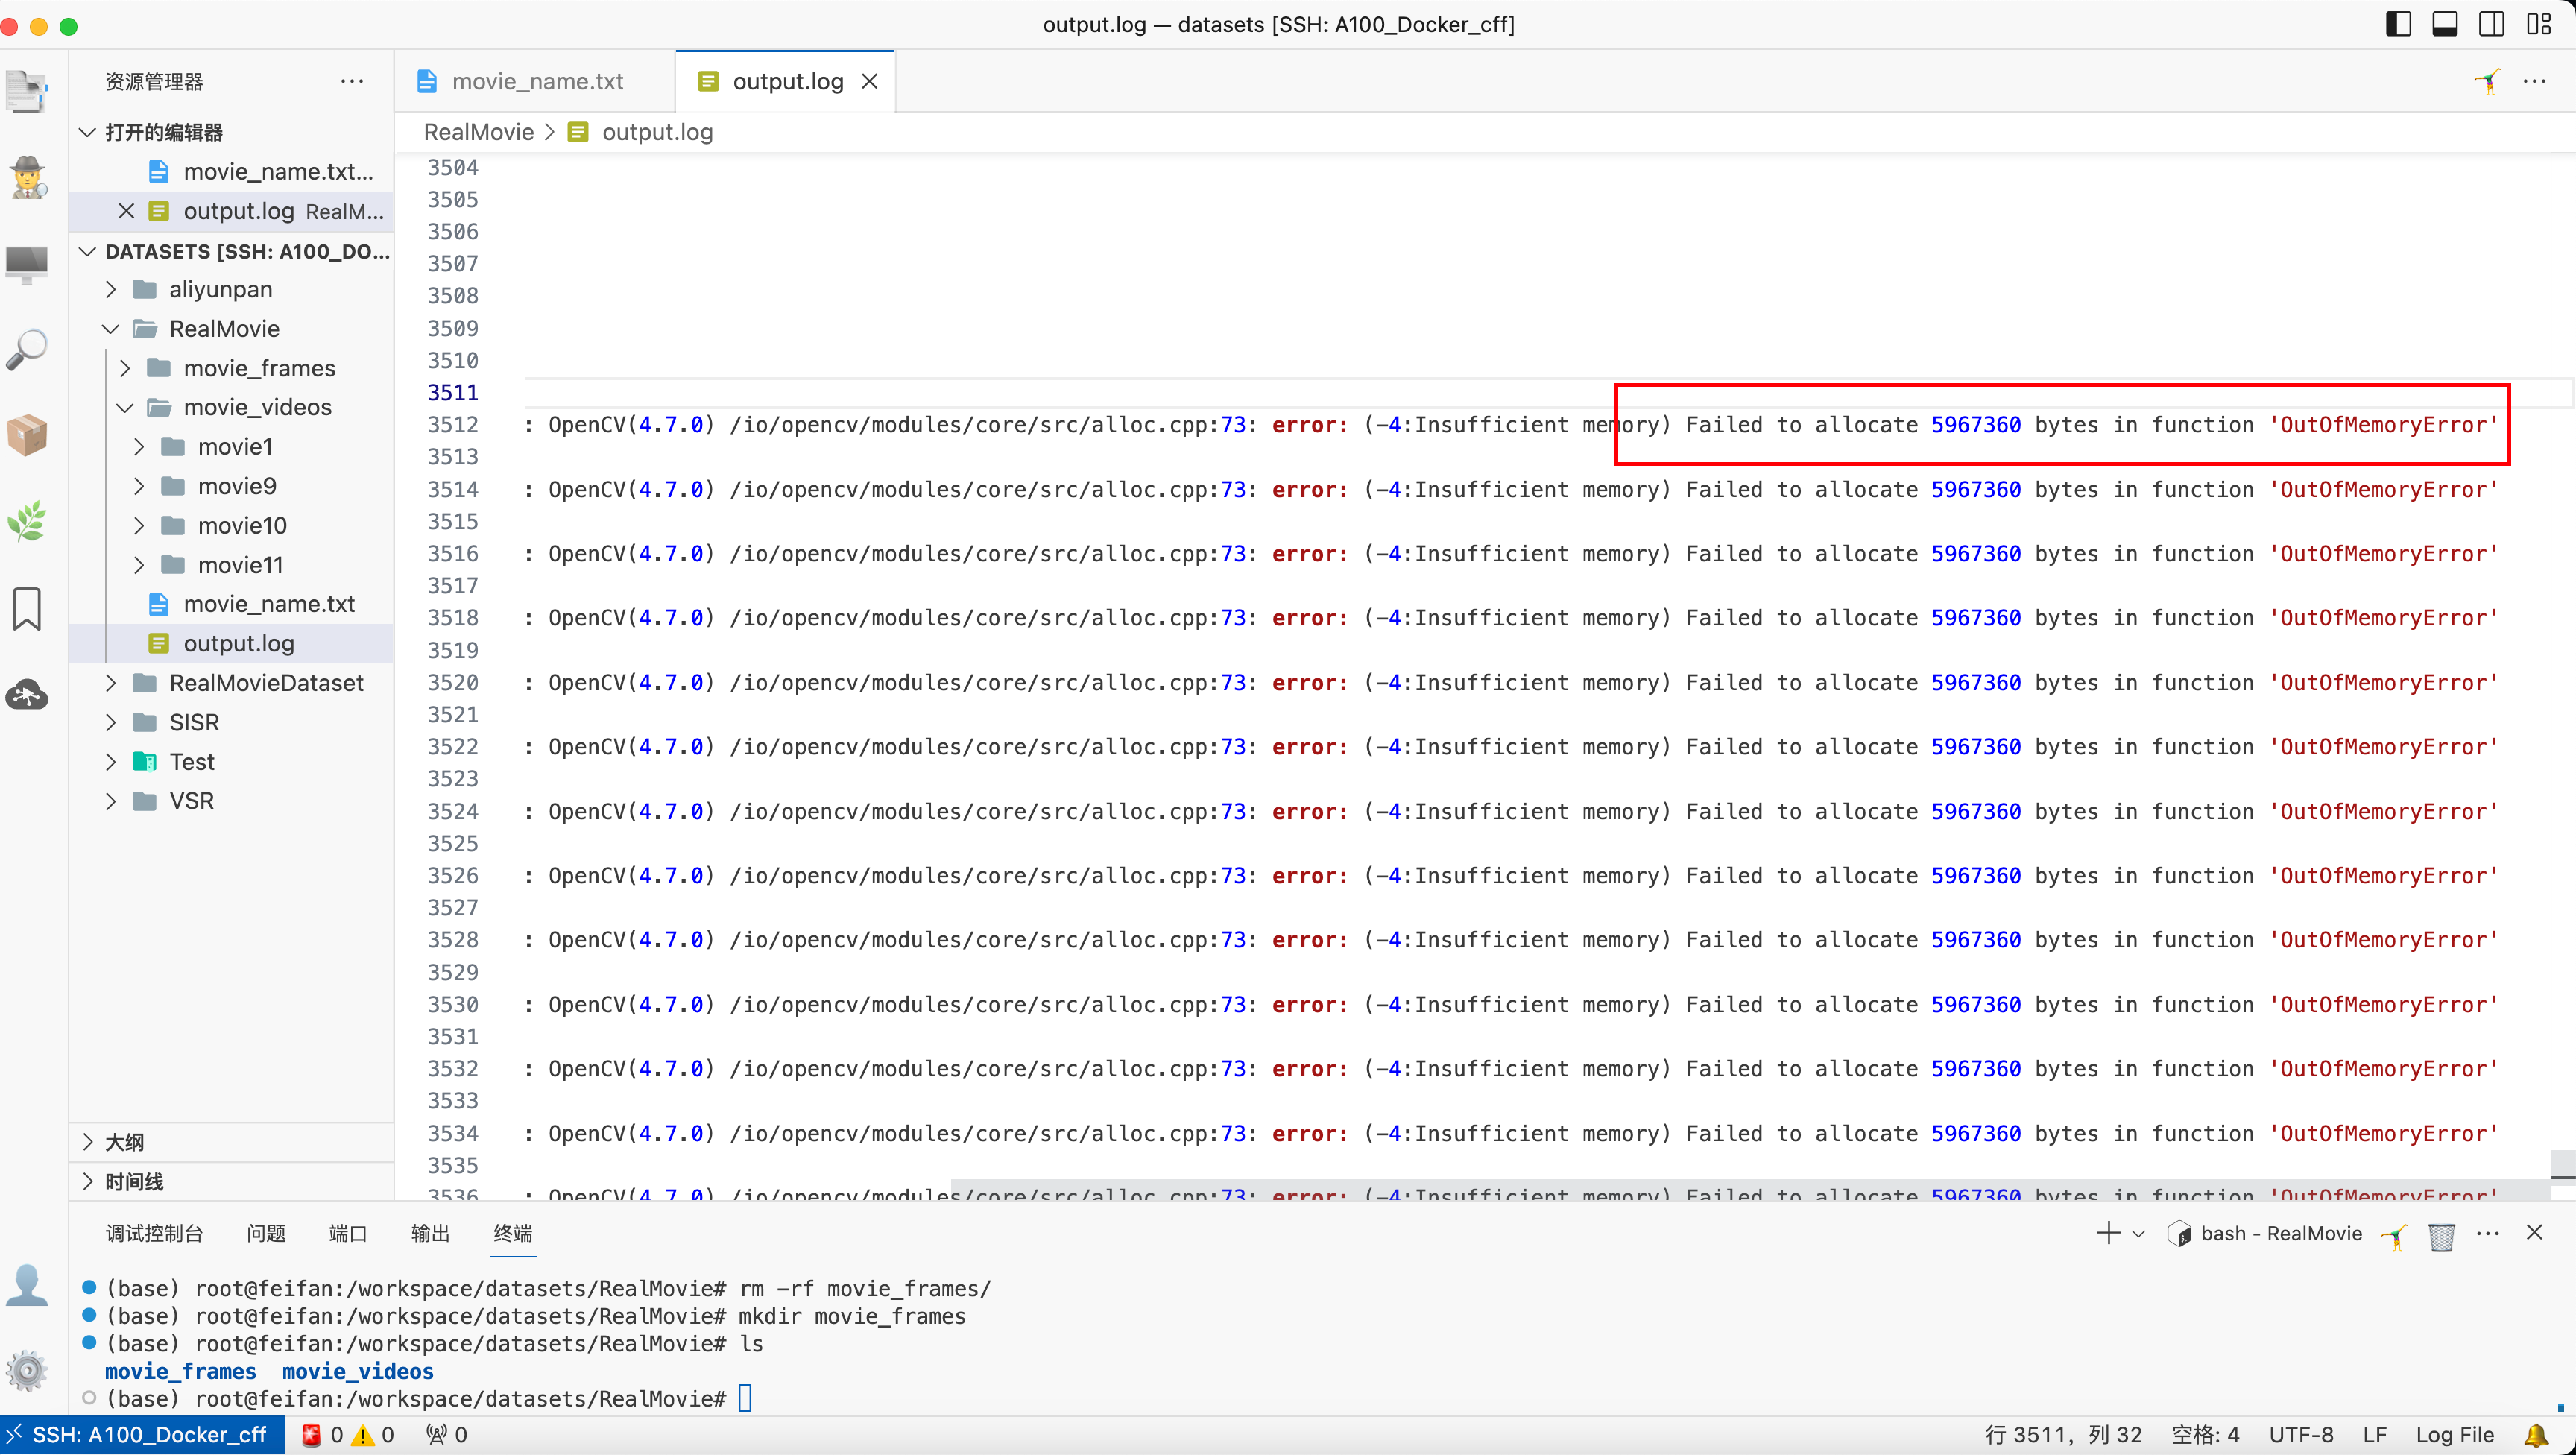 output.log — datasets [SSH: A100_Docker_cff]
资源管理器
movie_name.txt
output.log
打开的编辑器
RealMovie > output.log
movie_name.txt...
output.log RealM...
DATASETS [SSH: A100_DO...
aliyunpan
RealMovie
movie_frames
movie_videos
movie1
movie9
movie10
movie11
movie_name.txt
output.log
RealMovieDataset
SISR
Test
VSR
大纲
时间线
3504
3505
3506
3507
3508
3509
3510
3511
3512 : OpenCV(4.7.0) /io/opencv/modules/core/src/alloc.cpp:73: error: (-4:Insufficient memory) Failed to allocate 5967360 bytes in function 'OutOfMemoryError'
3513
3514 : OpenCV(4.7.0) /io/opencv/modules/core/src/alloc.cpp:73: error: (-4:Insufficient memory) Failed to allocate 5967360 bytes in function 'OutOfMemoryError'
3515
3516 : OpenCV(4.7.0) /io/opencv/modules/core/src/alloc.cpp:73: error: (-4:Insufficient memory) Failed to allocate 5967360 bytes in function 'OutOfMemoryError'
3517
3518 : OpenCV(4.7.0) /io/opencv/modules/core/src/alloc.cpp:73: error: (-4:Insufficient memory) Failed to allocate 5967360 bytes in function 'OutOfMemoryError'
3519
3520 : OpenCV(4.7.0) /io/opencv/modules/core/src/alloc.cpp:73: error: (-4:Insufficient memory) Failed to allocate 5967360 bytes in function 'OutOfMemoryError'
3521
3522 : OpenCV(4.7.0) /io/opencv/modules/core/src/alloc.cpp:73: error: (-4:Insufficient memory) Failed to allocate 5967360 bytes in function 'OutOfMemoryError'
3523
3524 : OpenCV(4.7.0) /io/opencv/modules/core/src/alloc.cpp:73: error: (-4:Insufficient memory) Failed to allocate 5967360 bytes in function 'OutOfMemoryError'
3525
3526 : OpenCV(4.7.0) /io/opencv/modules/core/src/alloc.cpp:73: error: (-4:Insufficient memory) Failed to allocate 5967360 bytes in function 'OutOfMemoryError'
3527
3528 : OpenCV(4.7.0) /io/opencv/modules/core/src/alloc.cpp:73: error: (-4:Insufficient memory) Failed to allocate 5967360 bytes in function 'OutOfMemoryError'
3529
3530 : OpenCV(4.7.0) /io/opencv/modules/core/src/alloc.cpp:73: error: (-4:Insufficient memory) Failed to allocate 5967360 bytes in function 'OutOfMemoryError'
3531
3532 : OpenCV(4.7.0) /io/opencv/modules/core/src/alloc.cpp:73: error: (-4:Insufficient memory) Failed to allocate 5967360 bytes in function 'OutOfMemoryError'
3533
3534 : OpenCV(4.7.0) /io/opencv/modules/core/src/alloc.cpp:73: error: (-4:Insufficient memory) Failed to allocate 5967360 bytes in function 'OutOfMemoryError'
3535
3536 : OpenCV(4.7.0) /io/opencv/modules/core/src/alloc.cpp:73: error: (-4:Insufficient memory) Failed to allocate 5967360 bytes in function 'OutOfMemoryError'
调试控制台 问题 端口 输出 终端
bash - RealMovie
(base) root@feifan:/workspace/datasets/RealMovie# rm -rf movie_frames/
(base) root@feifan:/workspace/datasets/RealMovie# mkdir movie_frames
(base) root@feifan:/workspace/datasets/RealMovie# ls
movie_frames movie_videos
(base) root@feifan:/workspace/datasets/RealMovie#
SSH: A100_Docker_cff 0 0 0 行 3511，列 32 空格: 4 UTF-8 LF Log File